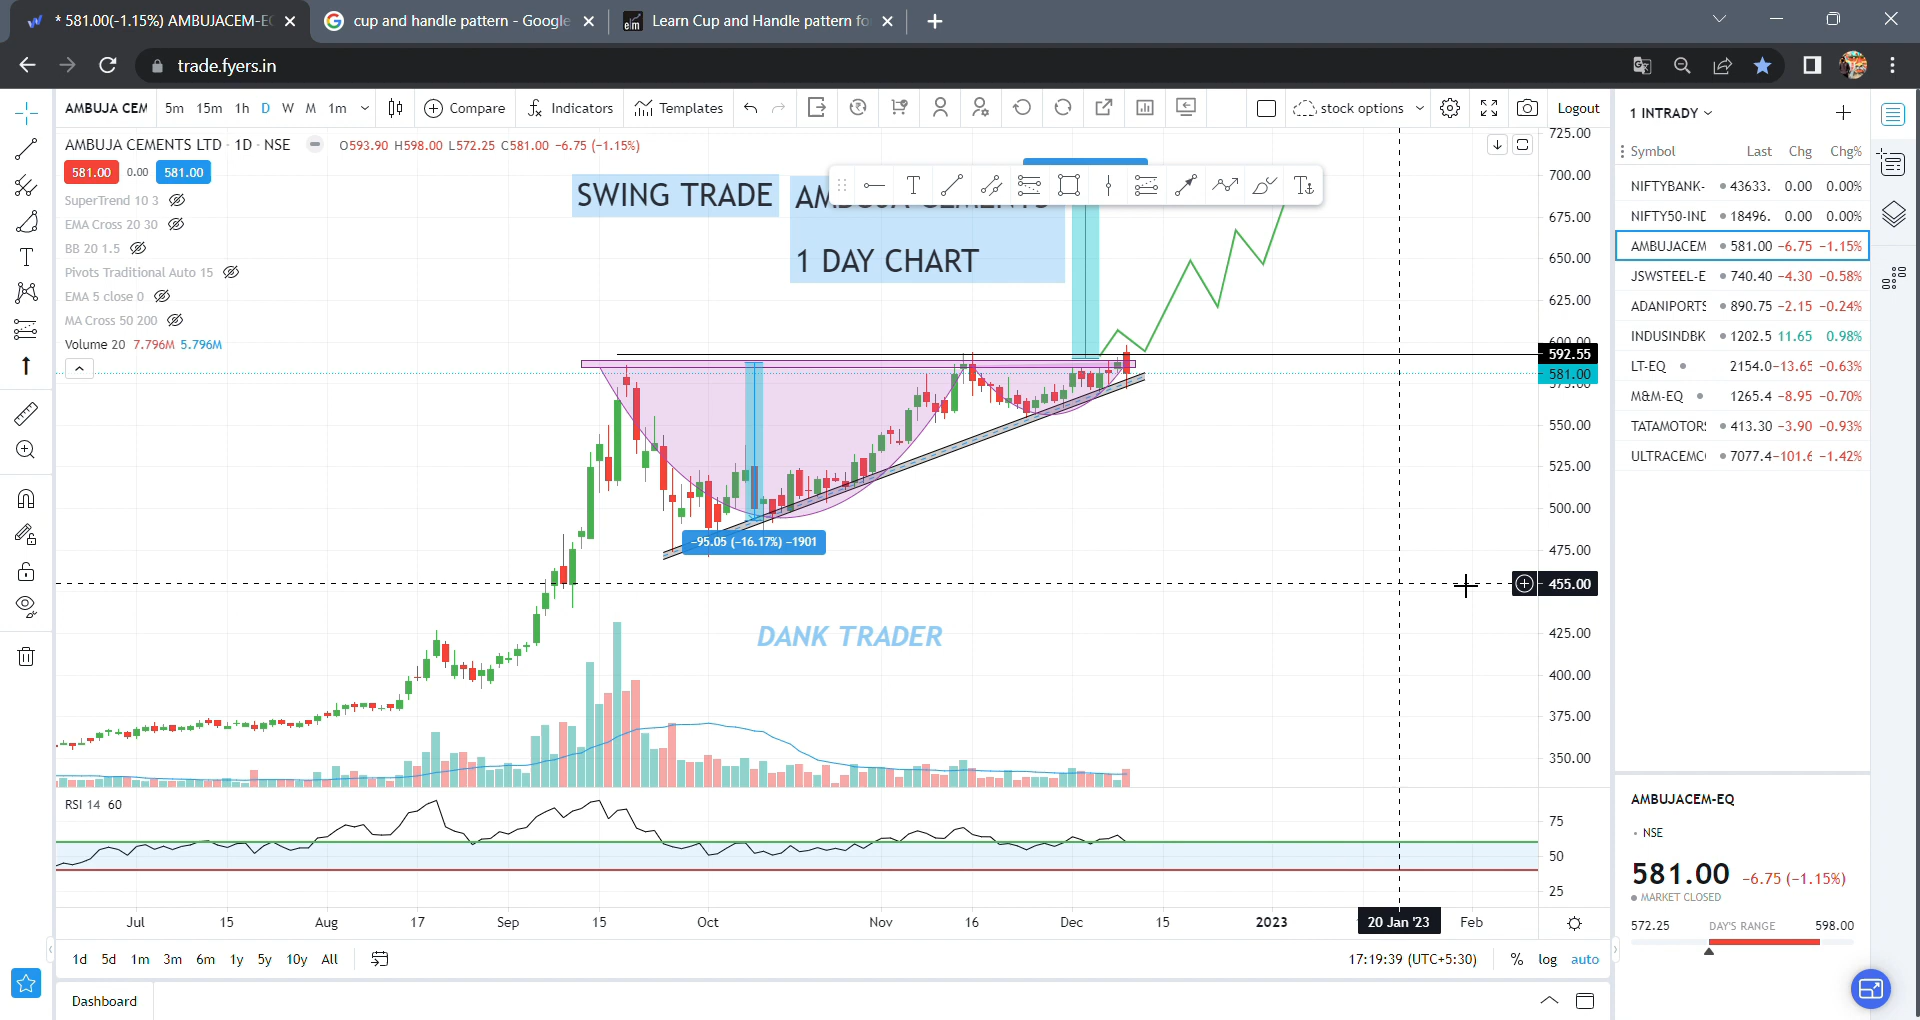 * 581.00(-1.15%) AMBUJACEM-EQ
cup and handle pattern - Google
Learn Cup and Handle pattern fo
trade.fyers.in
AMBUJA CEM 5m 15m 1h D W M 1m Compare Indicators Templates stock options Logout
AMBUJA CEMENTS LTD · 1D · NSE O593.90 H598.00 L572.25 C581.00 -6.75 (-1.15%)
581.00 0.00 581.00
SuperTrend 10 3
EMA Cross 20 30
BB 20 1.5
Pivots Traditional Auto 15
EMA 5 close 0
MA Cross 50 200
Volume 20 7.796M 5.796M
SWING TRADE
AMBUJA CEMENTS
1 DAY CHART
-95.05 (-16.17%) -1901
DANK TRADER
725.00
700.00
675.00
650.00
625.00
600.00
592.55
581.00
575.00
550.00
525.00
500.00
475.00
455.00
425.00
400.00
375.00
350.00
RSI 14 60
75
50
25
Jul 15 Aug 17 Sep 15 Oct Nov 16 Dec 15 2023 20 Jan '23 Feb
1d 5d 1m 3m 6m 1y 5y 10y All
17:19:39 (UTC+5:30) % log auto
Dashboard
1 INTRADY
Symbol Last Chg Chg%
NIFTYBANK- 43633. 0.00 0.00%
NIFTY50-IND 18496. 0.00 0.00%
AMBUJACEM 581.00 -6.75 -1.15%
JSWSTEEL-E 740.40 -4.30 -0.58%
ADANIPORTS 890.75 -2.15 -0.24%
INDUSINDBK 1202.5 11.65 0.98%
LT-EQ 2154.0 -13.65 -0.63%
M&M-EQ 1265.4 -8.95 -0.70%
TATAMOTORS 413.30 -3.90 -0.93%
ULTRACEMC 7077.4 -101.6 -1.42%
AMBUJACEM-EQ
NSE
581.00 -6.75 (-1.15%)
MARKET CLOSED
572.25 DAY'S RANGE 598.00